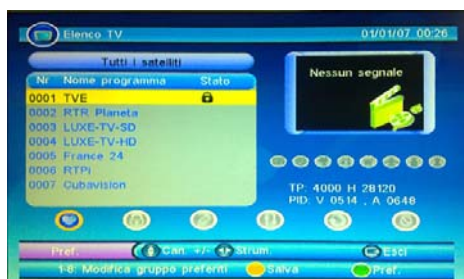 Elenco TV 01/01/07 00:26
Tutti i satelliti
Nr Nome programma Stato
Nessun segnale
0001 TVE
0002 RTR Planeta
0003 LUXE-TV-SD
0004 LUXE-TV-HD
0005 France 24
0006 RTPi
0007 Cubavision
TP: 4000 H 28120
PID: V 0514 , A 0648
Pref. Can. +/- Strum. Esci
1-8: Modifica gruppo preferiti Salva Pref.